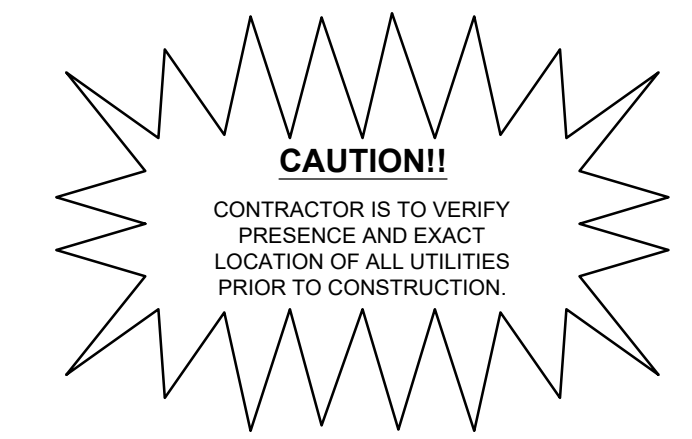 CAUTION!!
CONTRACTOR IS TO VERIFY
PRESENCE AND EXACT
LOCATION OF ALL UTILITIES
PRIOR TO CONSTRUCTION.